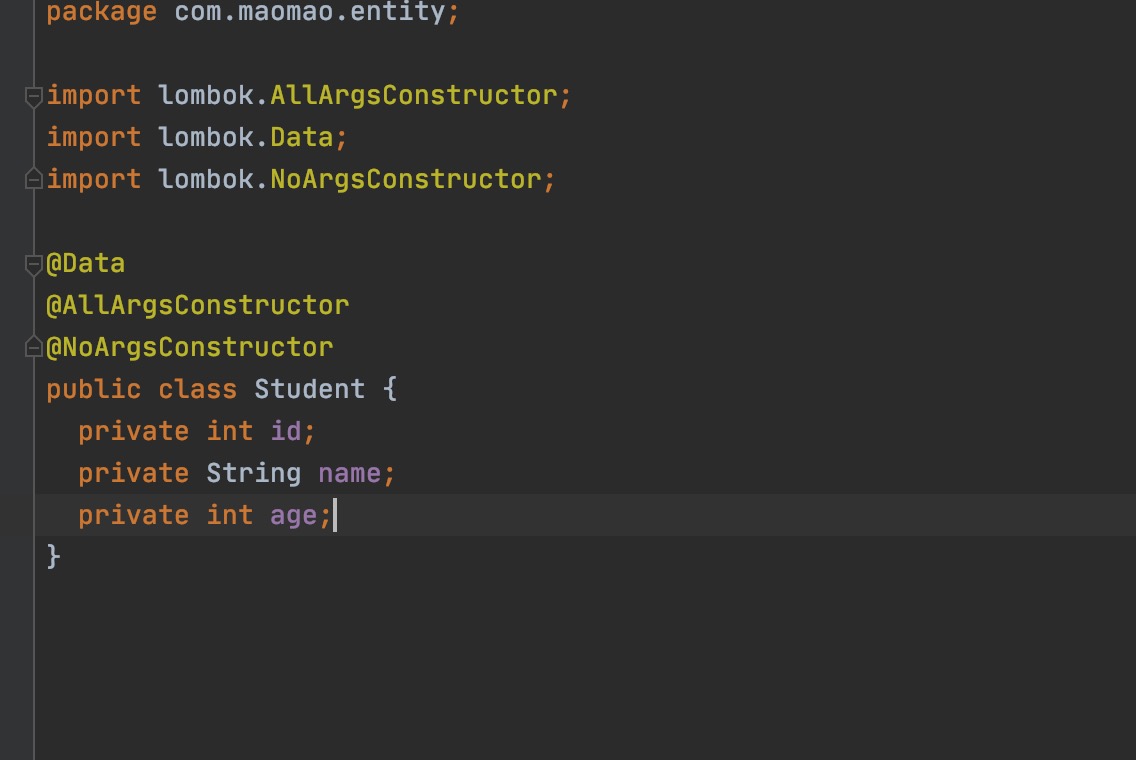 package com.maomao.entity;
import lombok.AllArgsConstructor;
import lombok.Data;
import lombok.NoArgsConstructor;
@Data
@AllArgsConstructor
@NoArgsConstructor
public class Student {
private int id;
private String name;
private int age;
}